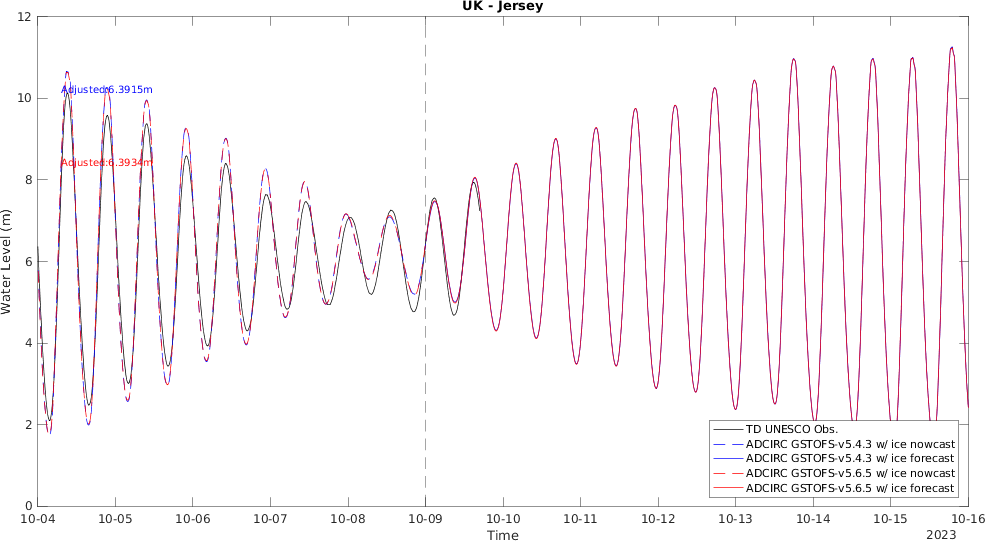 UK - Jersey
12
10
8
6
4
2
0
Water Level (m)
Adjusted:6.3915m
Adjusted:6.3934m
TD UNESCO Obs.
ADCIRC GSTOFS-v5.4.3 w/ ice nowcast
ADCIRC GSTOFS-v5.4.3 w/ ice forecast
ADCIRC GSTOFS-v5.6.5 w/ ice nowcast
ADCIRC GSTOFS-v5.6.5 w/ ice forecast
10-04 10-05 10-06 10-07 10-08 10-09 10-10 10-11 10-12 10-13 10-14 10-15 10-16
Time
2023